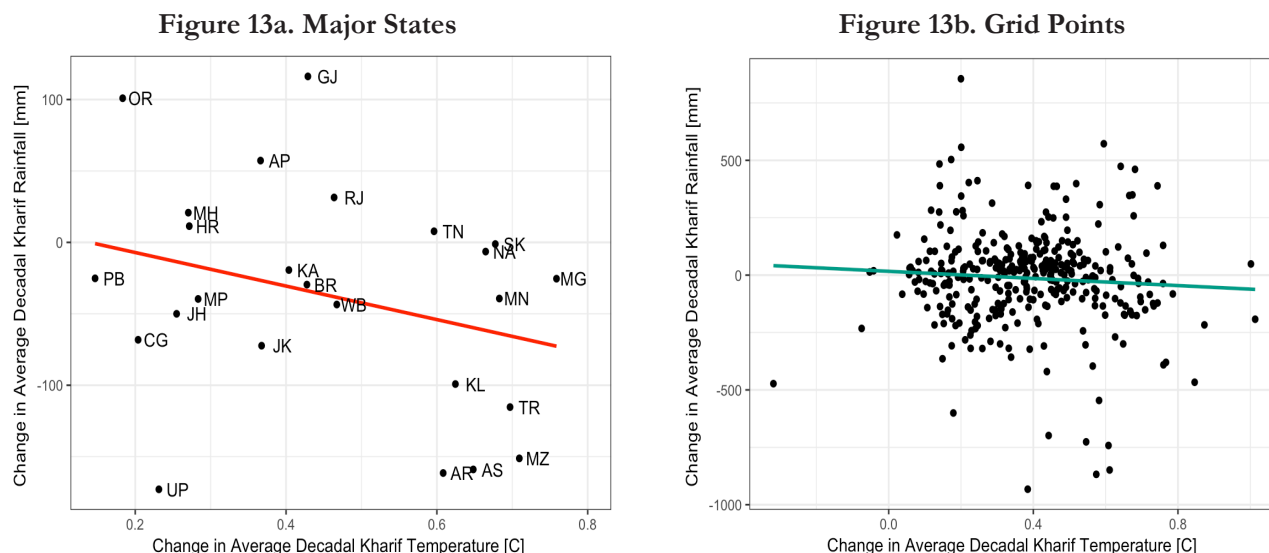 Figure 13a. Major States
Change in Average Decadal Kharif Rainfall [mm]
100
0
-100
GJ
OR
AP
RJ
MH
HR
TN
SK
NA
KA
PB
BR
MG
MP
MN
WB
JH
CG
JK
KL
TR
MZ
AS
AR
UP
0.2 0.4 0.6 0.8
Change in Average Decadal Kharif Temperature [C]
Figure 13b. Grid Points
Change in Average Decadal Kharif Rainfall [mm]
500
0
-500
-1000
0.0 0.4 0.8
Change in Average Decadal Kharif Temperature [C]